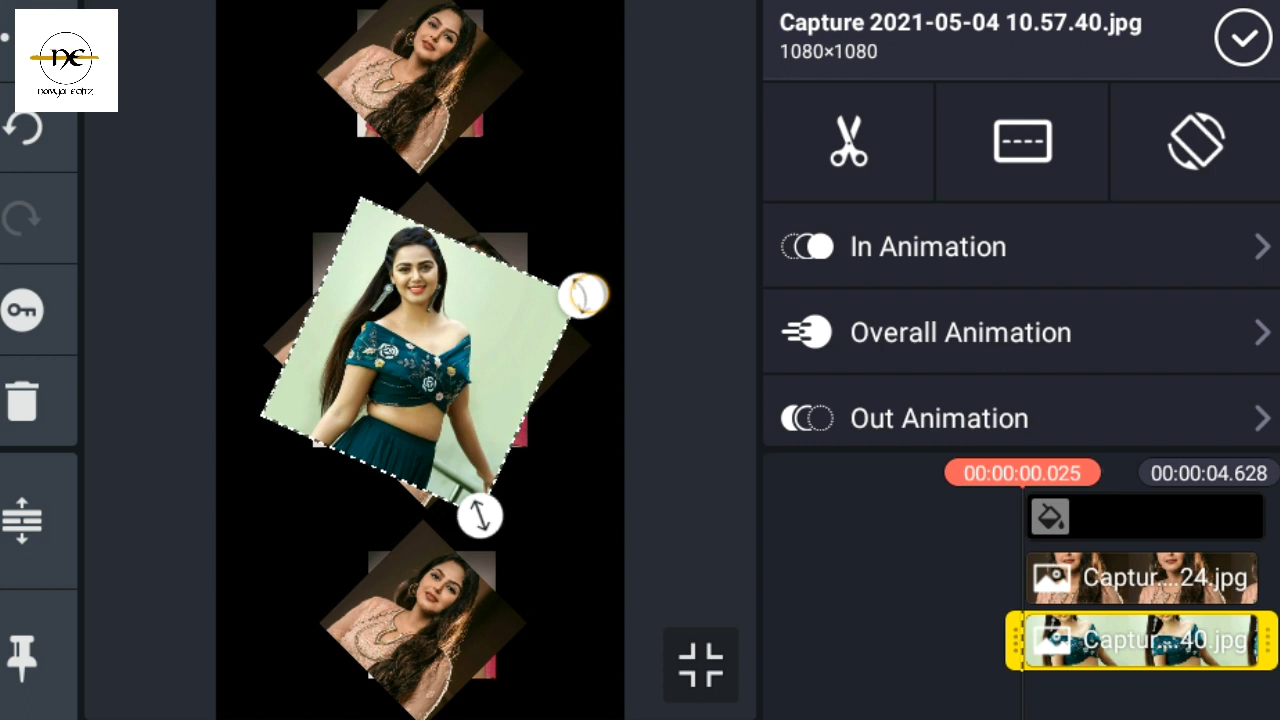 Capture 2021-05-04 10.57.40.jpg
1080×1080
In Animation
Overall Animation
Out Animation
00:00:00.025
00:00:04.628
Captur....24.jpg
Captur....40.jpg